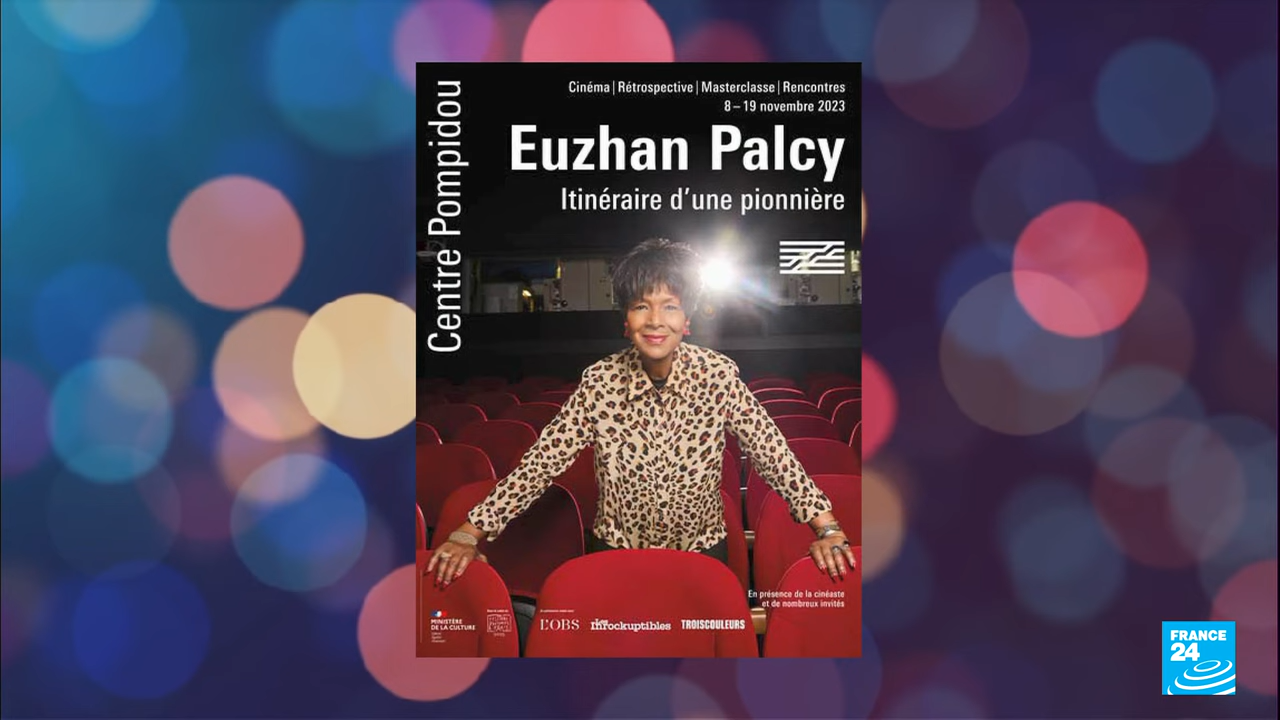 Centre Pompidou
Cinéma | Rétrospective | Masterclasse | Rencontres
8 – 19 novembre 2023
Euzhan Palcy
Itinéraire d'une pionnière
En présence de la cinéaste
et de nombreux invités
MINISTÈRE
DE LA CULTURE
L'OBS
les inrockuptibles
TROISCOULEURS
FRANCE
24